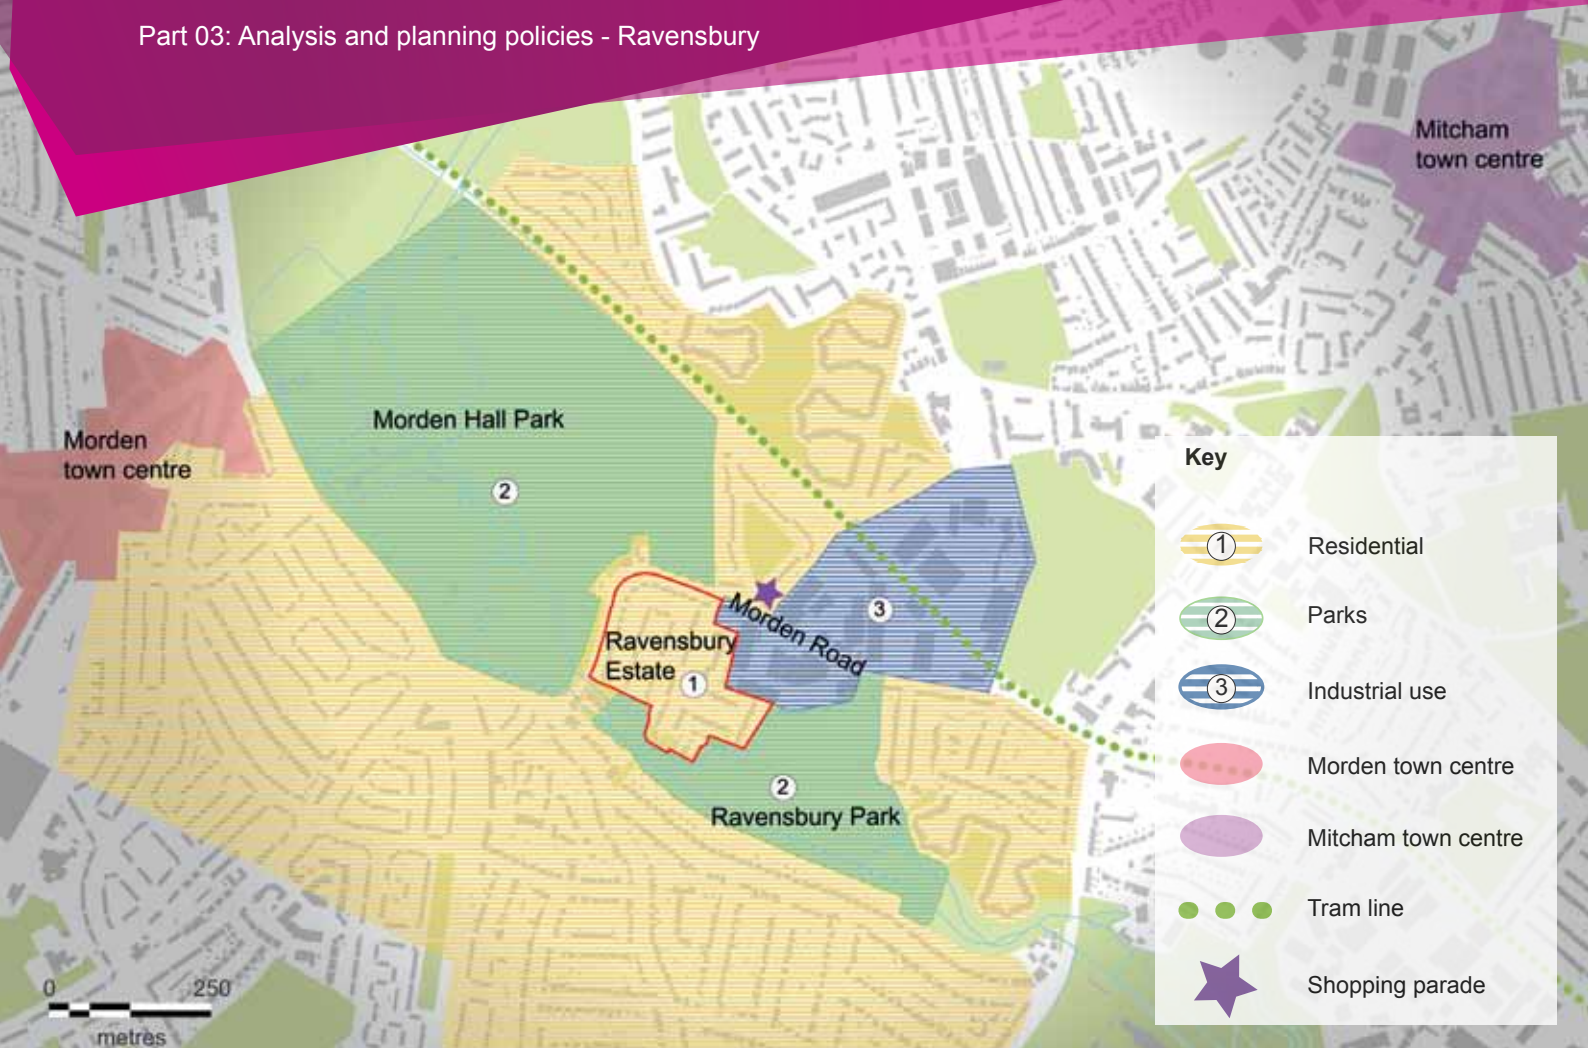 Part 03: Analysis and planning policies - Ravensbury
Mitcham
town centre
Morden Hall Park
2
Morden
town centre
Morden Road
3
Ravensbury
Estate
1
2
Ravensbury Park
Key
1 Residential
2 Parks
3 Industrial use
Morden town centre
Mitcham town centre
Tram line
Shopping parade
0 250
metres